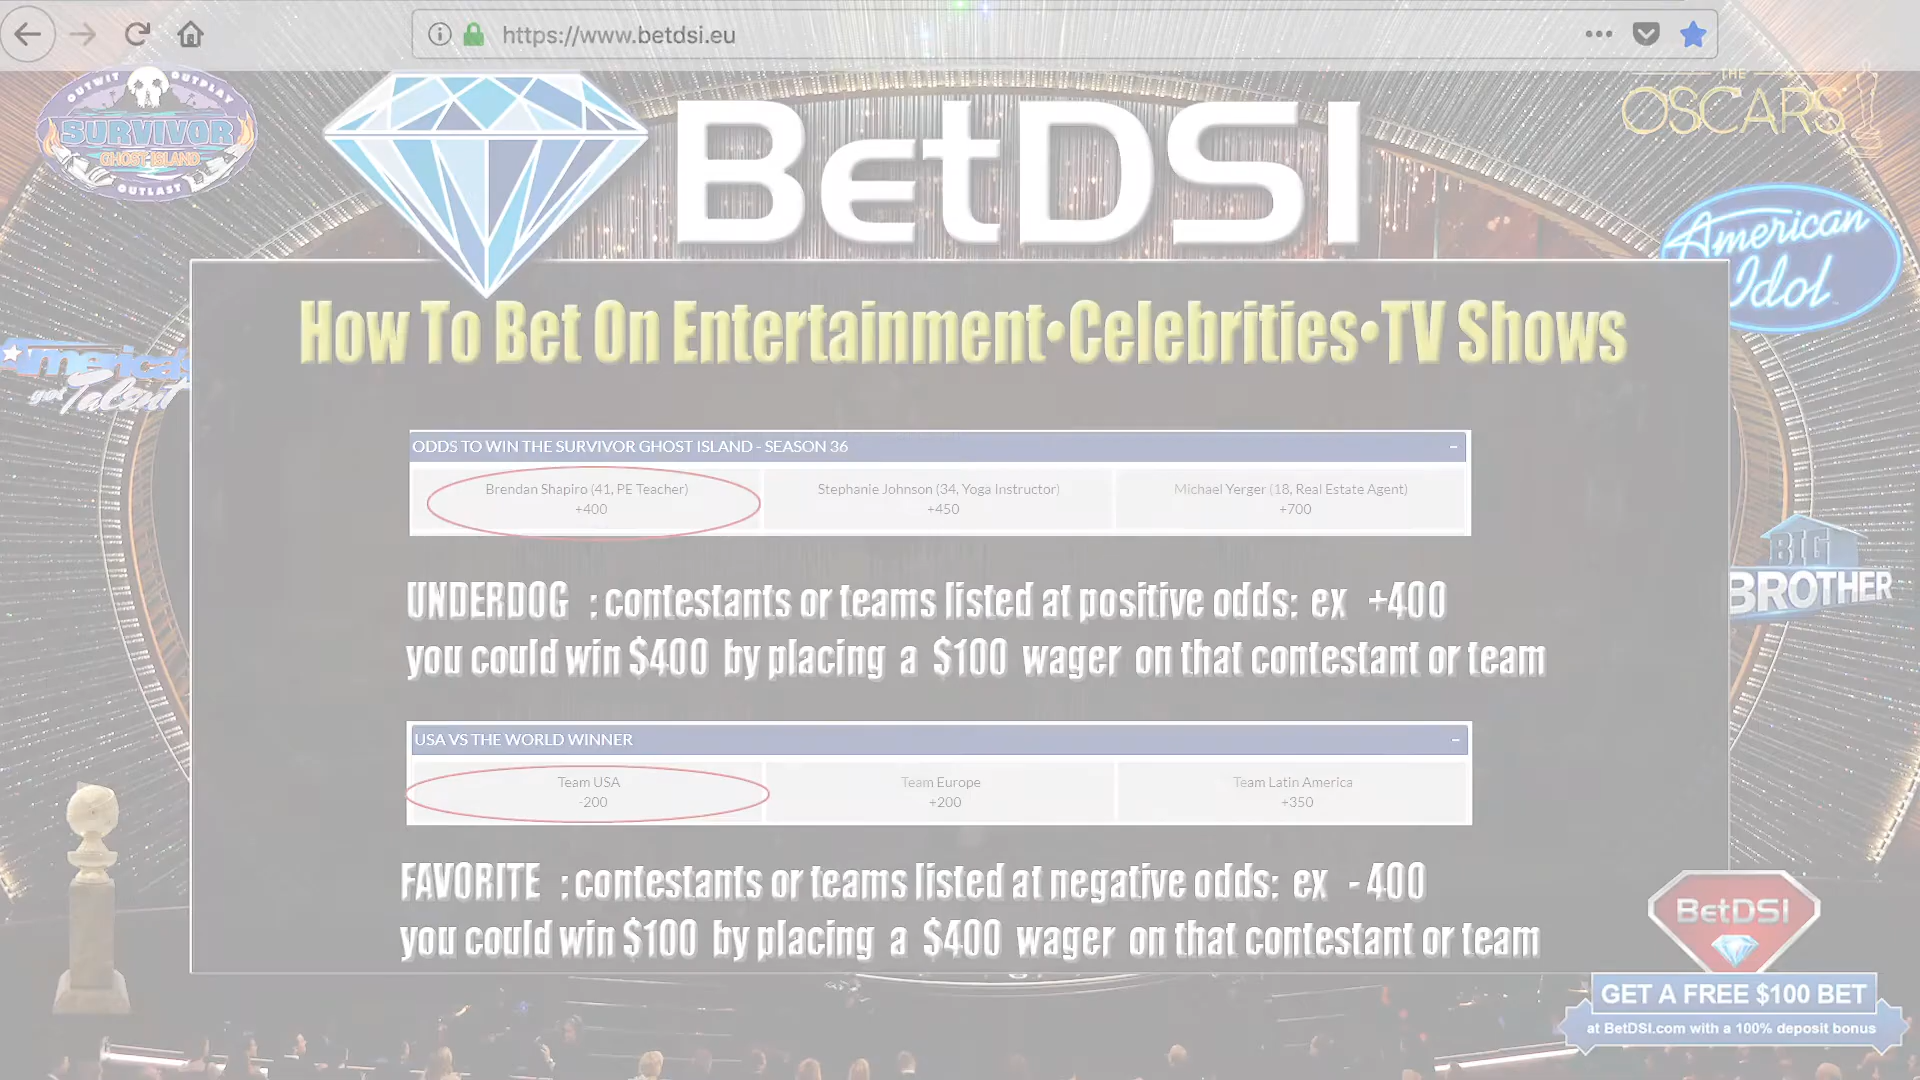 https://www.betdsi.eu
OUTWIT OUTPLAY
SURVIVOR
GHOST ISLAND
OUTLAST
BetDSI
THE
OSCARS
American
Idol
How To Bet On Entertainment•Celebrities•TV Shows
America's
got Talent
ODDS TO WIN THE SURVIVOR GHOST ISLAND - SEASON 36
Brendan Shapiro (41, PE Teacher)
+400
Stephanie Johnson (34, Yoga Instructor)
+450
Michael Yerger (18, Real Estate Agent)
+700
UNDERDOG : contestants or teams listed at positive odds: ex +400
you could win $400 by placing a $100 wager on that contestant or team
BIG
BROTHER
USA VS THE WORLD WINNER
Team USA
-200
Team Europe
+200
Team Latin America
+350
FAVORITE : contestants or teams listed at negative odds: ex - 400
you could win $100 by placing a $400 wager on that contestant or team
BetDSI
GET A FREE $100 BET
at BetDSI.com with a 100% deposit bonus